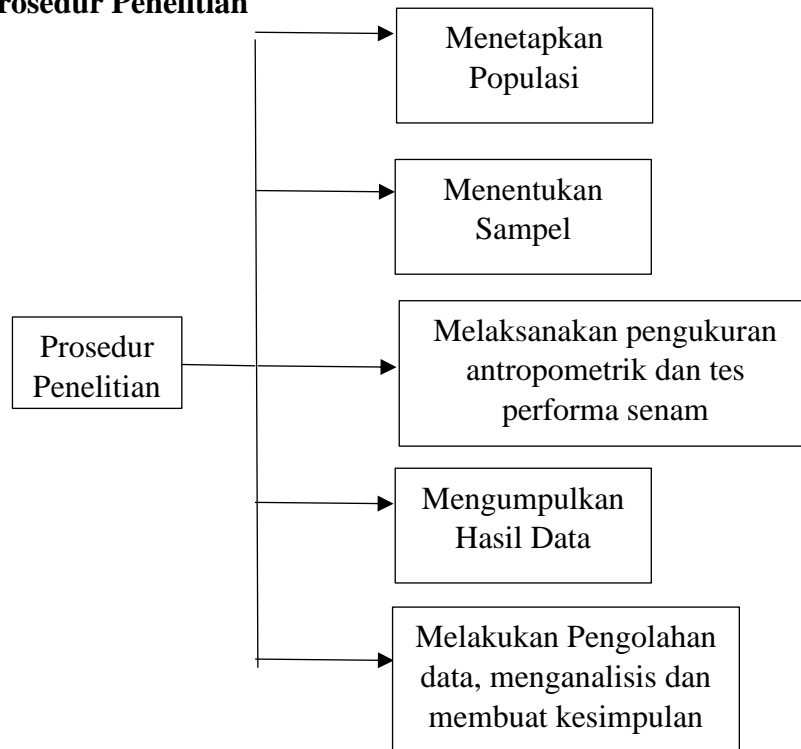 rosedur Penelitian
Menetapkan
Populasi
Menentukan
Sampel
Prosedur
Penelitian
Melaksanakan pengukuran
antropometrik dan tes
performa senam
Mengumpulkan
Hasil Data
Melakukan Pengolahan
data, menganalisis dan
membuat kesimpulan